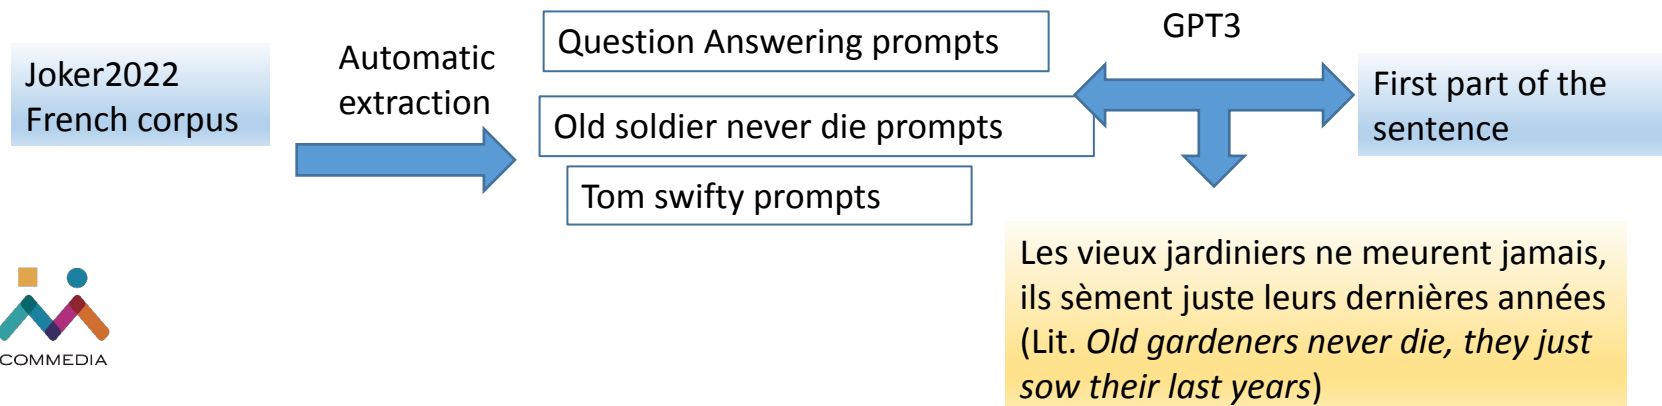 Joker2022
French corpus
Automatic
extraction
Question Answering prompts
Old soldier never die prompts
Tom swifty prompts
GPT3
First part of the
sentence
Les vieux jardiniers ne meurent jamais,
ils sèment juste leurs dernières années
(Lit. Old gardeners never die, they just
sow their last years)
COMMEDIA